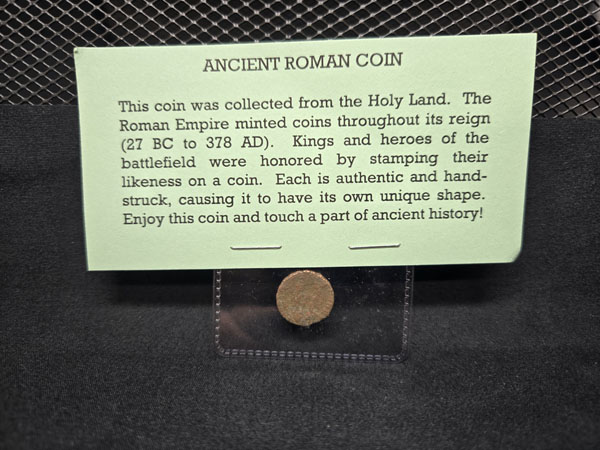 ANCIENT ROMAN COIN
This coin was collected from the Holy Land. The
Roman Empire minted coins throughout its reign
(27 BC to 378 AD). Kings and heroes of the
battlefield were honored by stamping their
likeness on a coin. Each is authentic and hand-
struck, causing it to have its own unique shape.
Enjoy this coin and touch a part of ancient history!